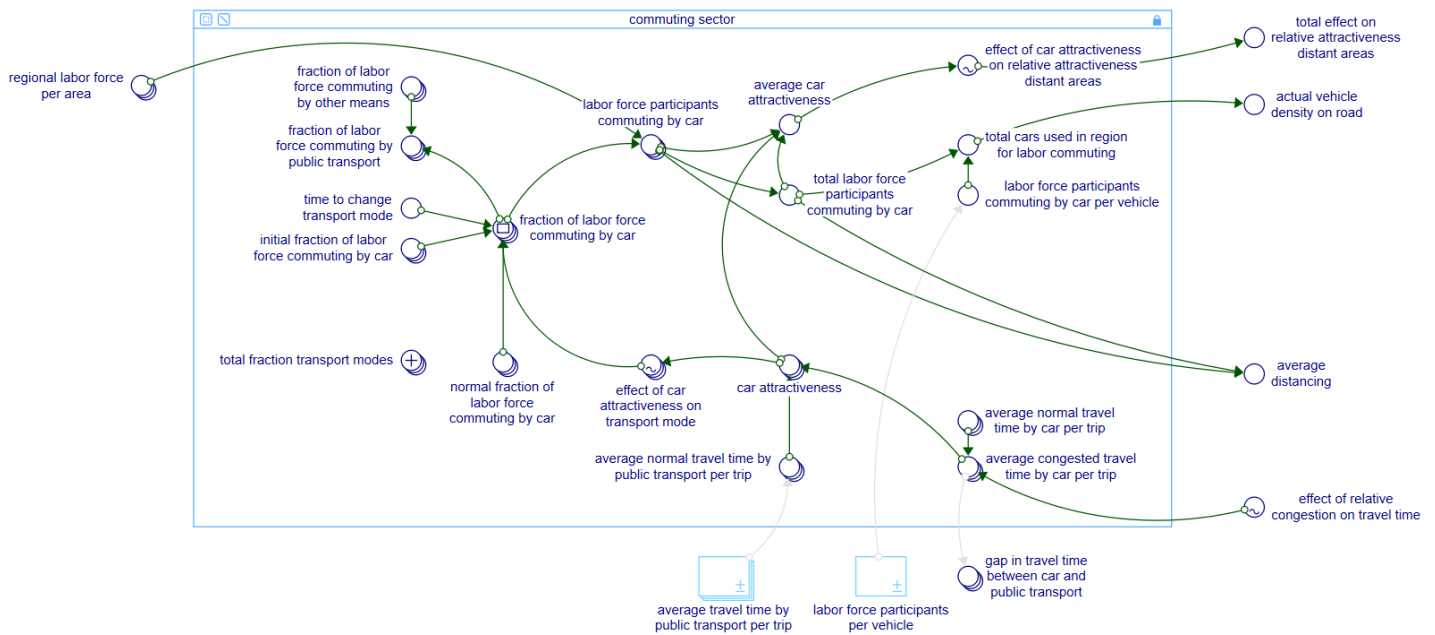 commuting sector
total effect on
relative attractiveness
distant areas
regional labor force
per area
fraction of labor
force commuting
by other means
labor force participants
commuting by car
average car
attractiveness
effect of car attractiveness
on relative attractiveness
distant areas
actual vehicle
density on road
fraction of labor
force commuting by
public transport
total cars used in region
for labor commuting
time to change
transport mode
total labor force
participants
commuting by car
labor force participants
commuting by car per vehicle
initial fraction of labor
force commuting by car
fraction of labor force
commuting by car
total fraction transport modes
normal fraction of
labor force
commuting by car
effect of car
attractiveness on
transport mode
car attractiveness
average
distancing
average normal travel
time by car per trip
average normal travel time by
public transport per trip
average congested travel
time by car per trip
effect of relative
congestion on travel time
gap in travel time
between car and
public transport
average travel time by
public transport per trip
labor force participants
per vehicle